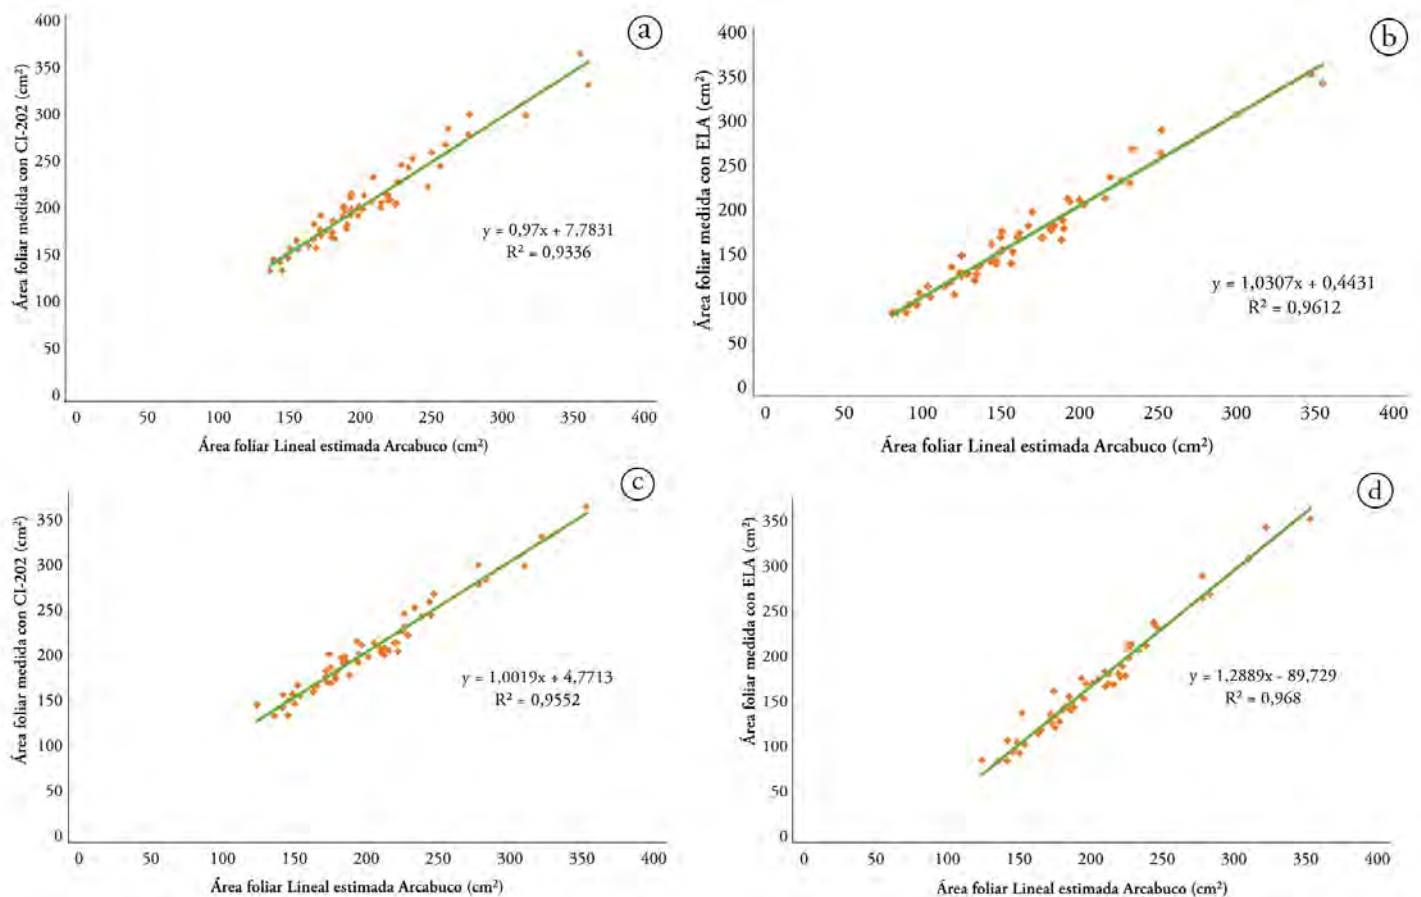 a
Área foliar medida con CI-202 (cm²)
400
350
300
250
200
150
100
50
0
y = 0,97x + 7,7831
R² = 0,9336
0 50 100 150 200 250 300 350 400
Área foliar Lineal estimada Arcabuco (cm²)
b
Área foliar medida con ELA (cm²)
400
350
300
250
200
150
100
50
0
y = 1,0307x + 0,4431
R² = 0,9612
0 50 100 150 200 250 300 350 400
Área foliar Lineal estimada Arcabuco (cm²)
c
Área foliar medida con CI-202 (cm²)
350
300
250
200
150
100
50
0
y = 1,0019x + 4,7713
R² = 0,9552
0 50 100 150 200 250 300 350 400
Área foliar Lineal estimada Arcabuco (cm²)
d
Área foliar medida con ELA (cm²)
350
300
250
200
150
100
50
0
y = 1,2889x - 89,729
R² = 0,968
0 50 100 150 200 250 300 350 400
Área foliar Lineal estimada Arcabuco (cm²)